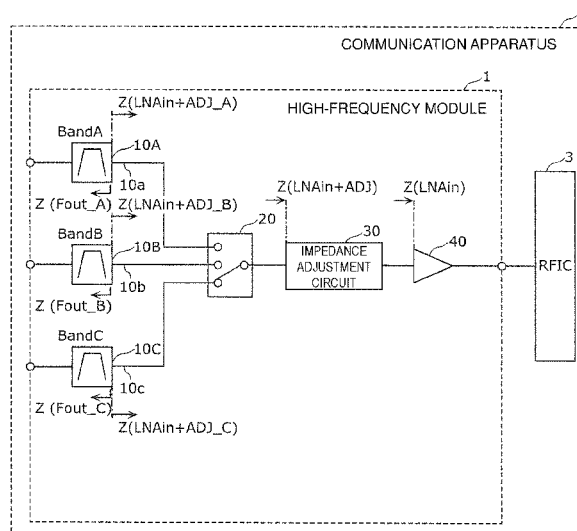 COMMUNICATION APPARATUS
1
HIGH-FREQUENCY MODULE
Z(LNAin+ADJ_A)
BandA
10A
10a
Z (Fout_A)
Z(LNAin+ADJ_B)
BandB
10B
10b
Z (Fout_B)
BandC
10C
10c
Z (Fout_C)
Z(LNAin+ADJ_C)
20
Z(LNAin+ADJ)
30
IMPEDANCE
ADJUSTMENT
CIRCUIT
Z(LNAin)
40
3
RFIC